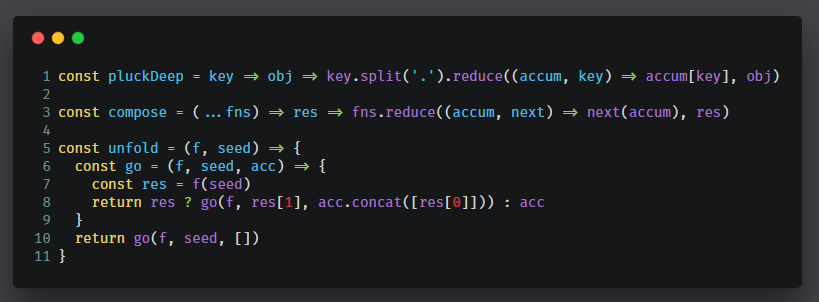 1 const pluckDeep = key => obj => key.split('.').reduce((accum, key) => accum[key], obj)
2
3 const compose = (...fns) => res => fns.reduce((accum, next) => next(accum), res)
4
5 const unfold = (f, seed) => {
6   const go = (f, seed, acc) => {
7     const res = f(seed)
8     return res ? go(f, res[1], acc.concat([res[0]])) : acc
9   }
10   return go(f, seed, [])
11 }